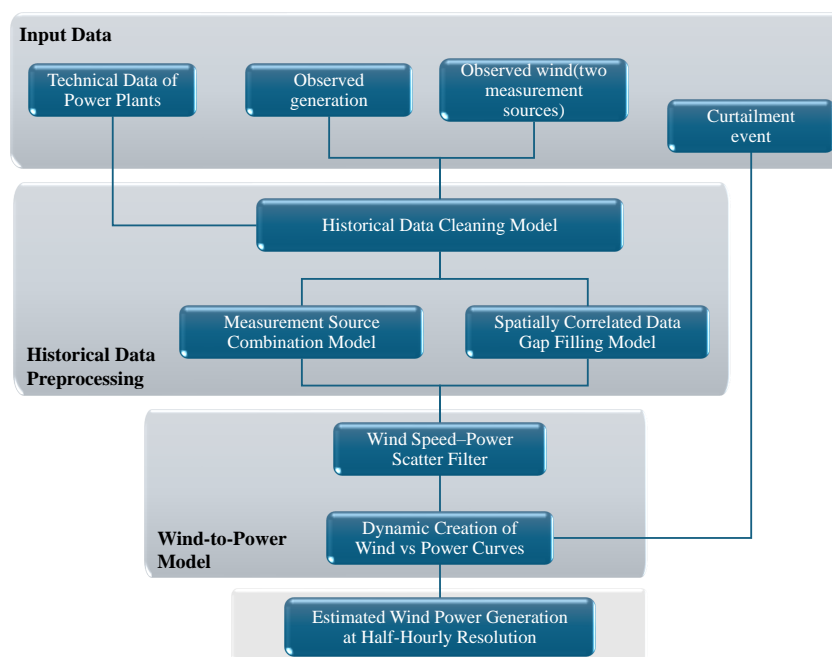 Input Data
Technical Data of
Power Plants
Observed
generation
Observed wind(two
measurement
sources)
Curtailment
event
Historical Data Cleaning Model
Measurement Source
Combination Model
Spatially Correlated Data
Gap Filling Model
Historical Data
Preprocessing
Wind Speed–Power
Scatter Filter
Dynamic Creation of
Wind vs Power Curves
Wind-to-Power
Model
Estimated Wind Power Generation
at Half-Hourly Resolution